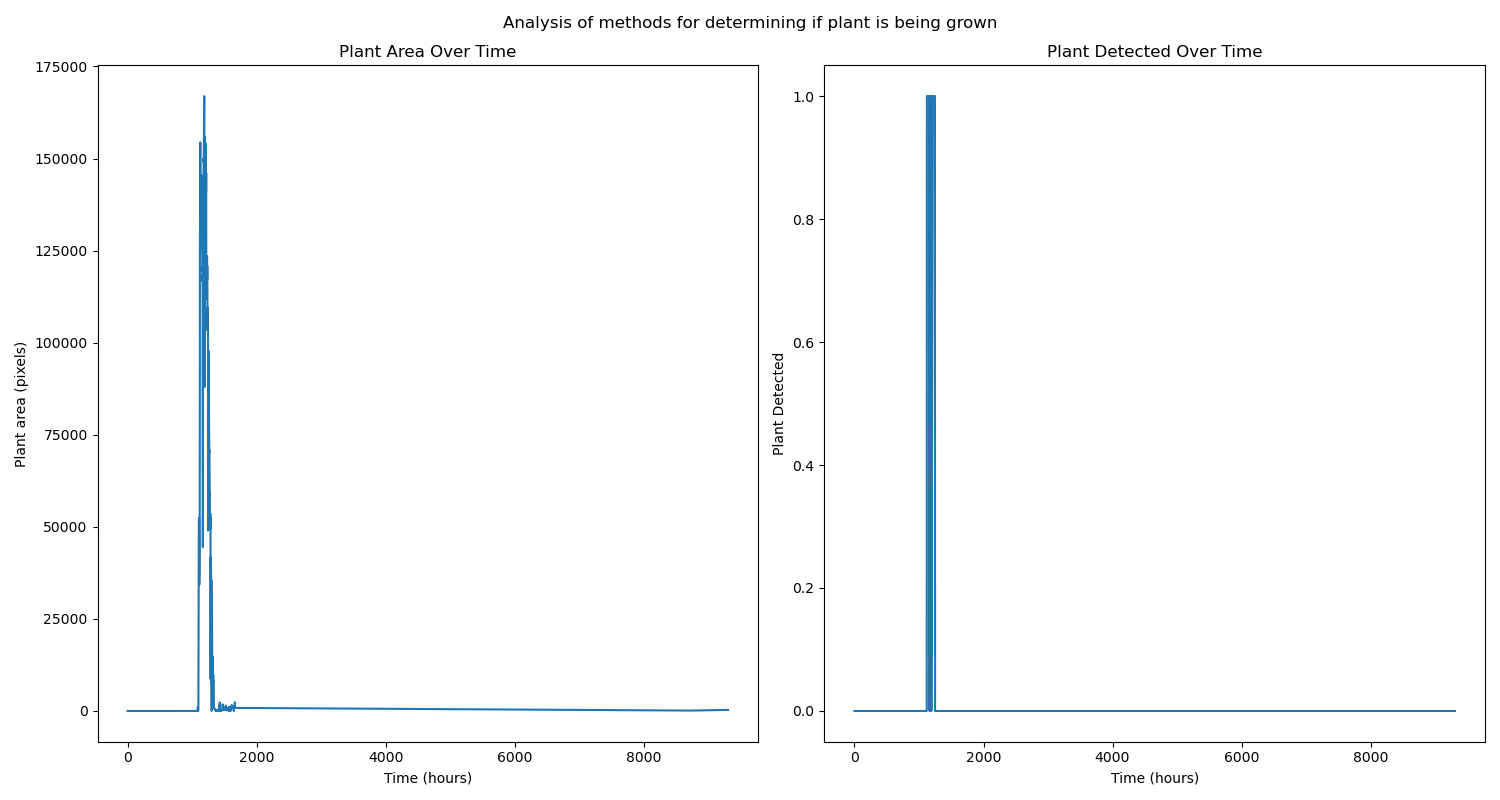 Analysis of methods for determining if plant is being grown
Plant Area Over Time
175000
150000
125000
100000
75000
50000
25000
0
Plant area (pixels)
0 2000 4000 6000 8000
Time (hours)
Plant Detected Over Time
1.0
0.8
0.6
0.4
0.2
0.0
Plant Detected
0 2000 4000 6000 8000
Time (hours)